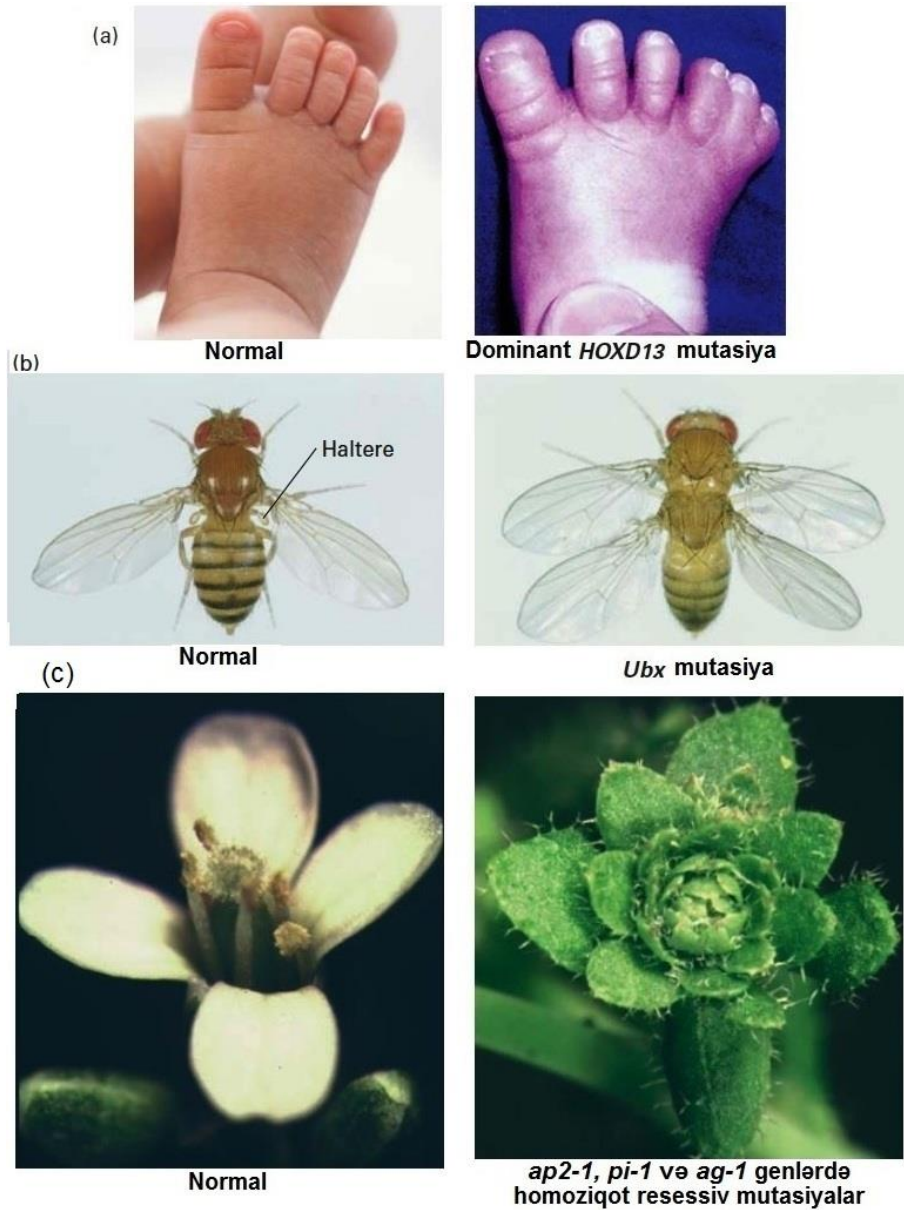 (a)
Normal
Dominant HOXD13 mutasiya
(b)
Haltere
Normal
Ubx mutasiya
(c)
Normal
ap2-1, pi-1 və ag-1 genlərdə
homoziqot resessiv mutasiyalar